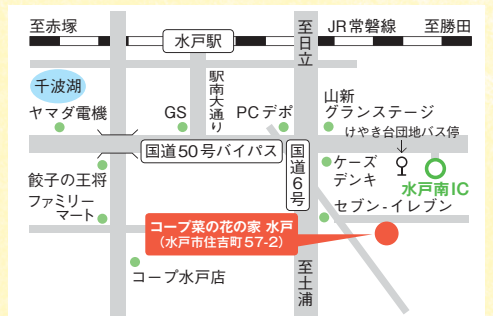 至赤塚
水戸駅
至日立
JR常磐線
至勝田
千波湖
ヤマダ電機
GS
駅南大通り
PCデポ
山新
グランステージ
けやき台団地バス停
国道50号バイパス
国道6号
餃子の王将
ファミリー
マート
ケーズ
デンキ
水戸南IC
セブン-イレブン
コープ菜の花の家 水戸
（水戸市住吉町57-2）
コープ水戸店
至土浦